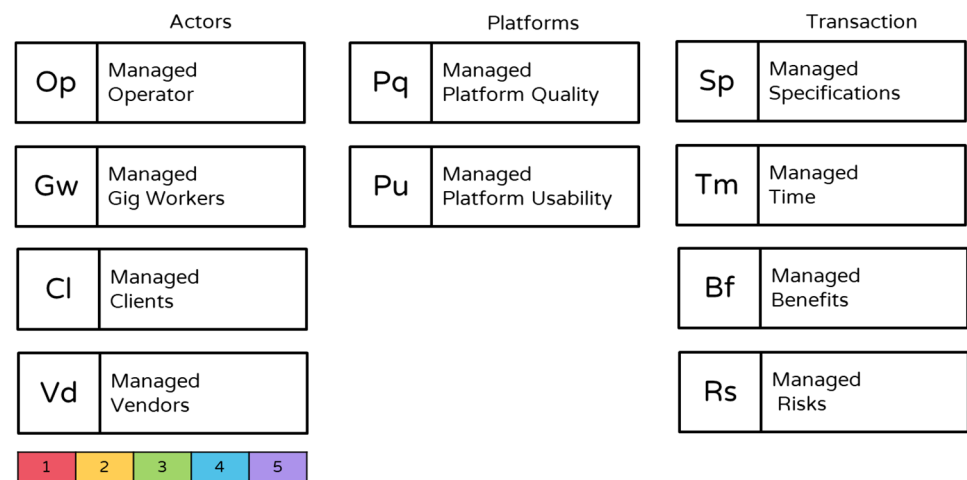 Actors
Op
Managed
Operator
Gw
Managed
Gig Workers
Cl
Managed
Clients
Vd
Managed
Vendors
1 2 3 4 5
Platforms
Pq
Managed
Platform Quality
Pu
Managed
Platform Usability
Transaction
Sp
Managed
Specifications
Tm
Managed
Time
Bf
Managed
Benefits
Rs
Managed
Risks